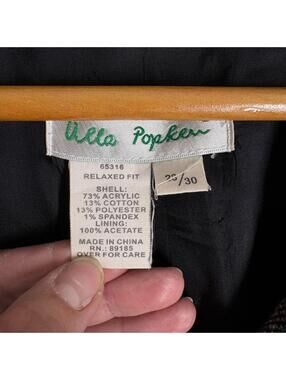 Ulla Popken
65316
RELAXED FIT
28/30
SHELL:
73% ACRYLIC
13% COTTON
13% POLYESTER
1% SPANDEX
LINING:
100% ACETATE
MADE IN CHINA
RN.: 89185
OVER FOR CARE